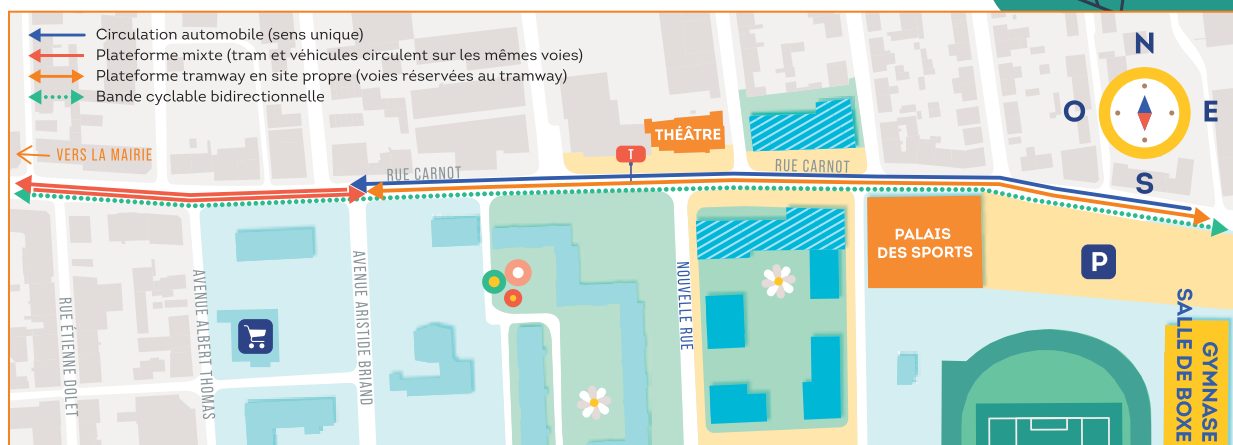 Circulation automobile (sens unique)
Plateforme mixte (tram et véhicules circulent sur les mêmes voies)
Plateforme tramway en site propre (voies réservées au tramway)
Bande cyclable bidirectionnelle
N
O
E
S
VERS LA MAIRIE
THÉÂTRE
T
RUE CARNOT
RUE CARNOT
PALAIS
DES SPORTS
P
RUE ÉTIENNE DOLET
AVENUE ALBERT THOMAS
AVENUE ARISTIDE BRIAND
NOUVELLE RUE
SALLE DE BOXE
GYMNASE